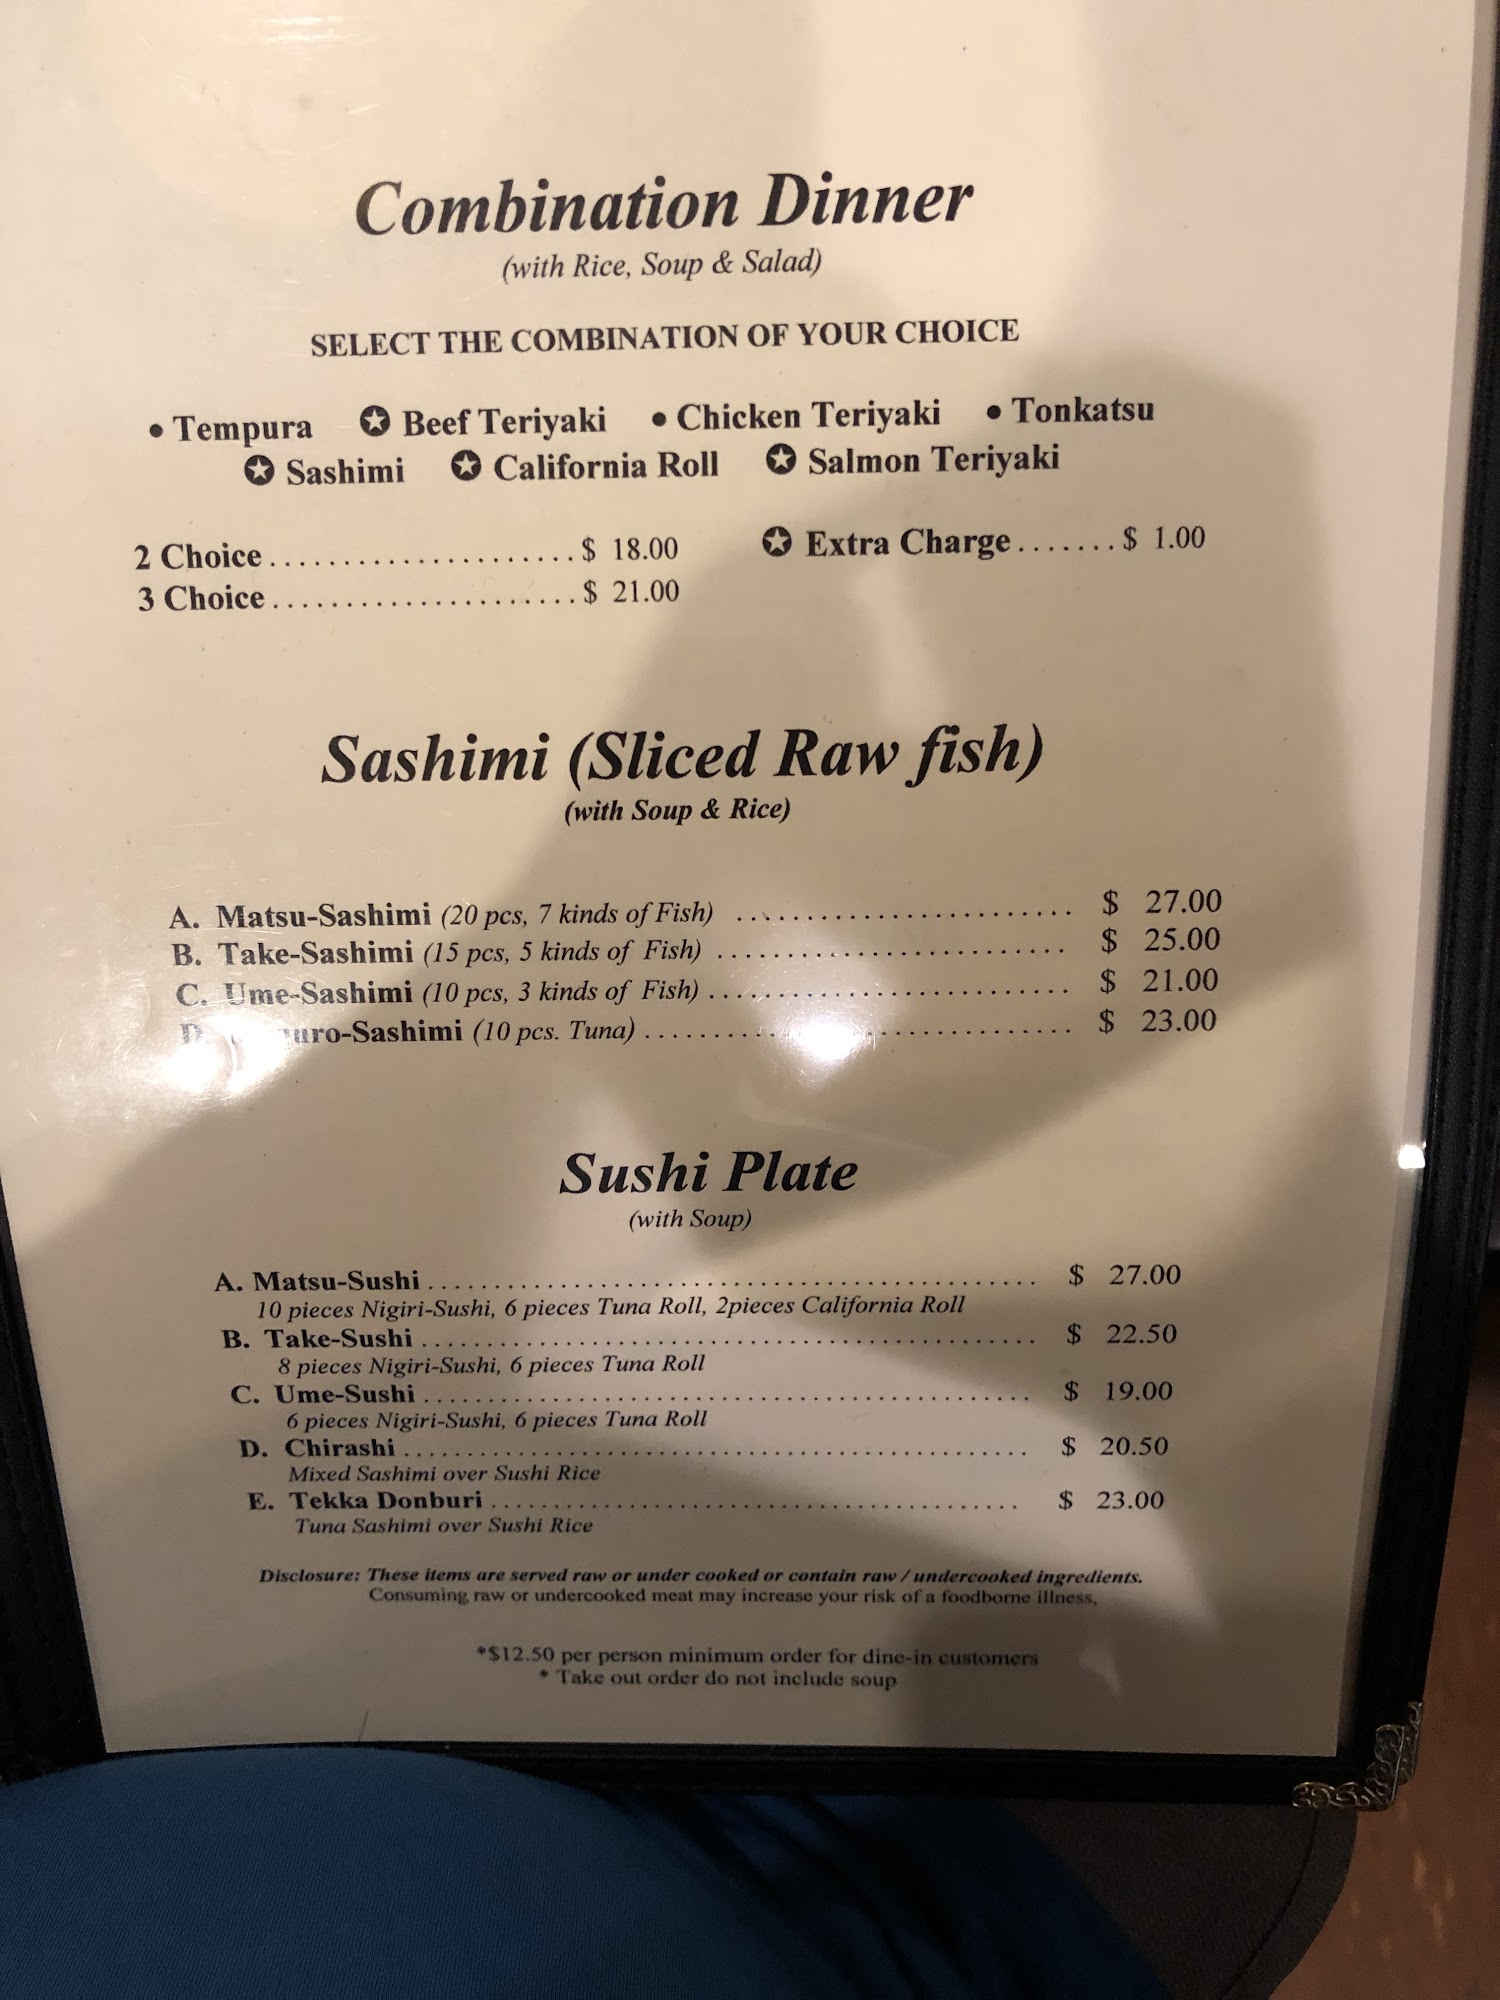 Combination Dinner
(with Rice, Soup & Salad)
SELECT THE COMBINATION OF YOUR CHOICE
• Tempura ✪ Beef Teriyaki • Chicken Teriyaki • Tonkatsu
✪ Sashimi ✪ California Roll ✪ Salmon Teriyaki
2 Choice.....................$ 18.00 ✪ Extra Charge.......$ 1.00
3 Choice.....................$ 21.00
Sashimi (Sliced Raw fish)
(with Soup & Rice)
A. Matsu-Sashimi (20 pcs, 7 kinds of Fish) ........................ $ 27.00
B. Take-Sashimi (15 pcs, 5 kinds of Fish) ......................... $ 25.00
C. Ume-Sashimi (10 pcs, 3 kinds of Fish) .......................... $ 21.00
D. uro-Sashimi (10 pcs. Tuna) .............................. $ 23.00
Sushi Plate
(with Soup)
A. Matsu-Sushi ............................................... $ 27.00
10 pieces Nigiri-Sushi, 6 pieces Tuna Roll, 2pieces California Roll
B. Take-Sushi ............................................... $ 22.50
8 pieces Nigiri-Sushi, 6 pieces Tuna Roll
C. Ume-Sushi ............................................... $ 19.00
6 pieces Nigiri-Sushi, 6 pieces Tuna Roll
D. Chirashi ................................................ $ 20.50
Mixed Sashimi over Sushi Rice
E. Tekka Donburi ......................................... $ 23.00
Tuna Sashimi over Sushi Rice
Disclosure: These items are served raw or under cooked or contain raw / undercooked ingredients.
Consuming raw or undercooked meat may increase your risk of a foodborne illness,
*$12.50 per person minimum order for dine-in customers
* Take out order do not include soup